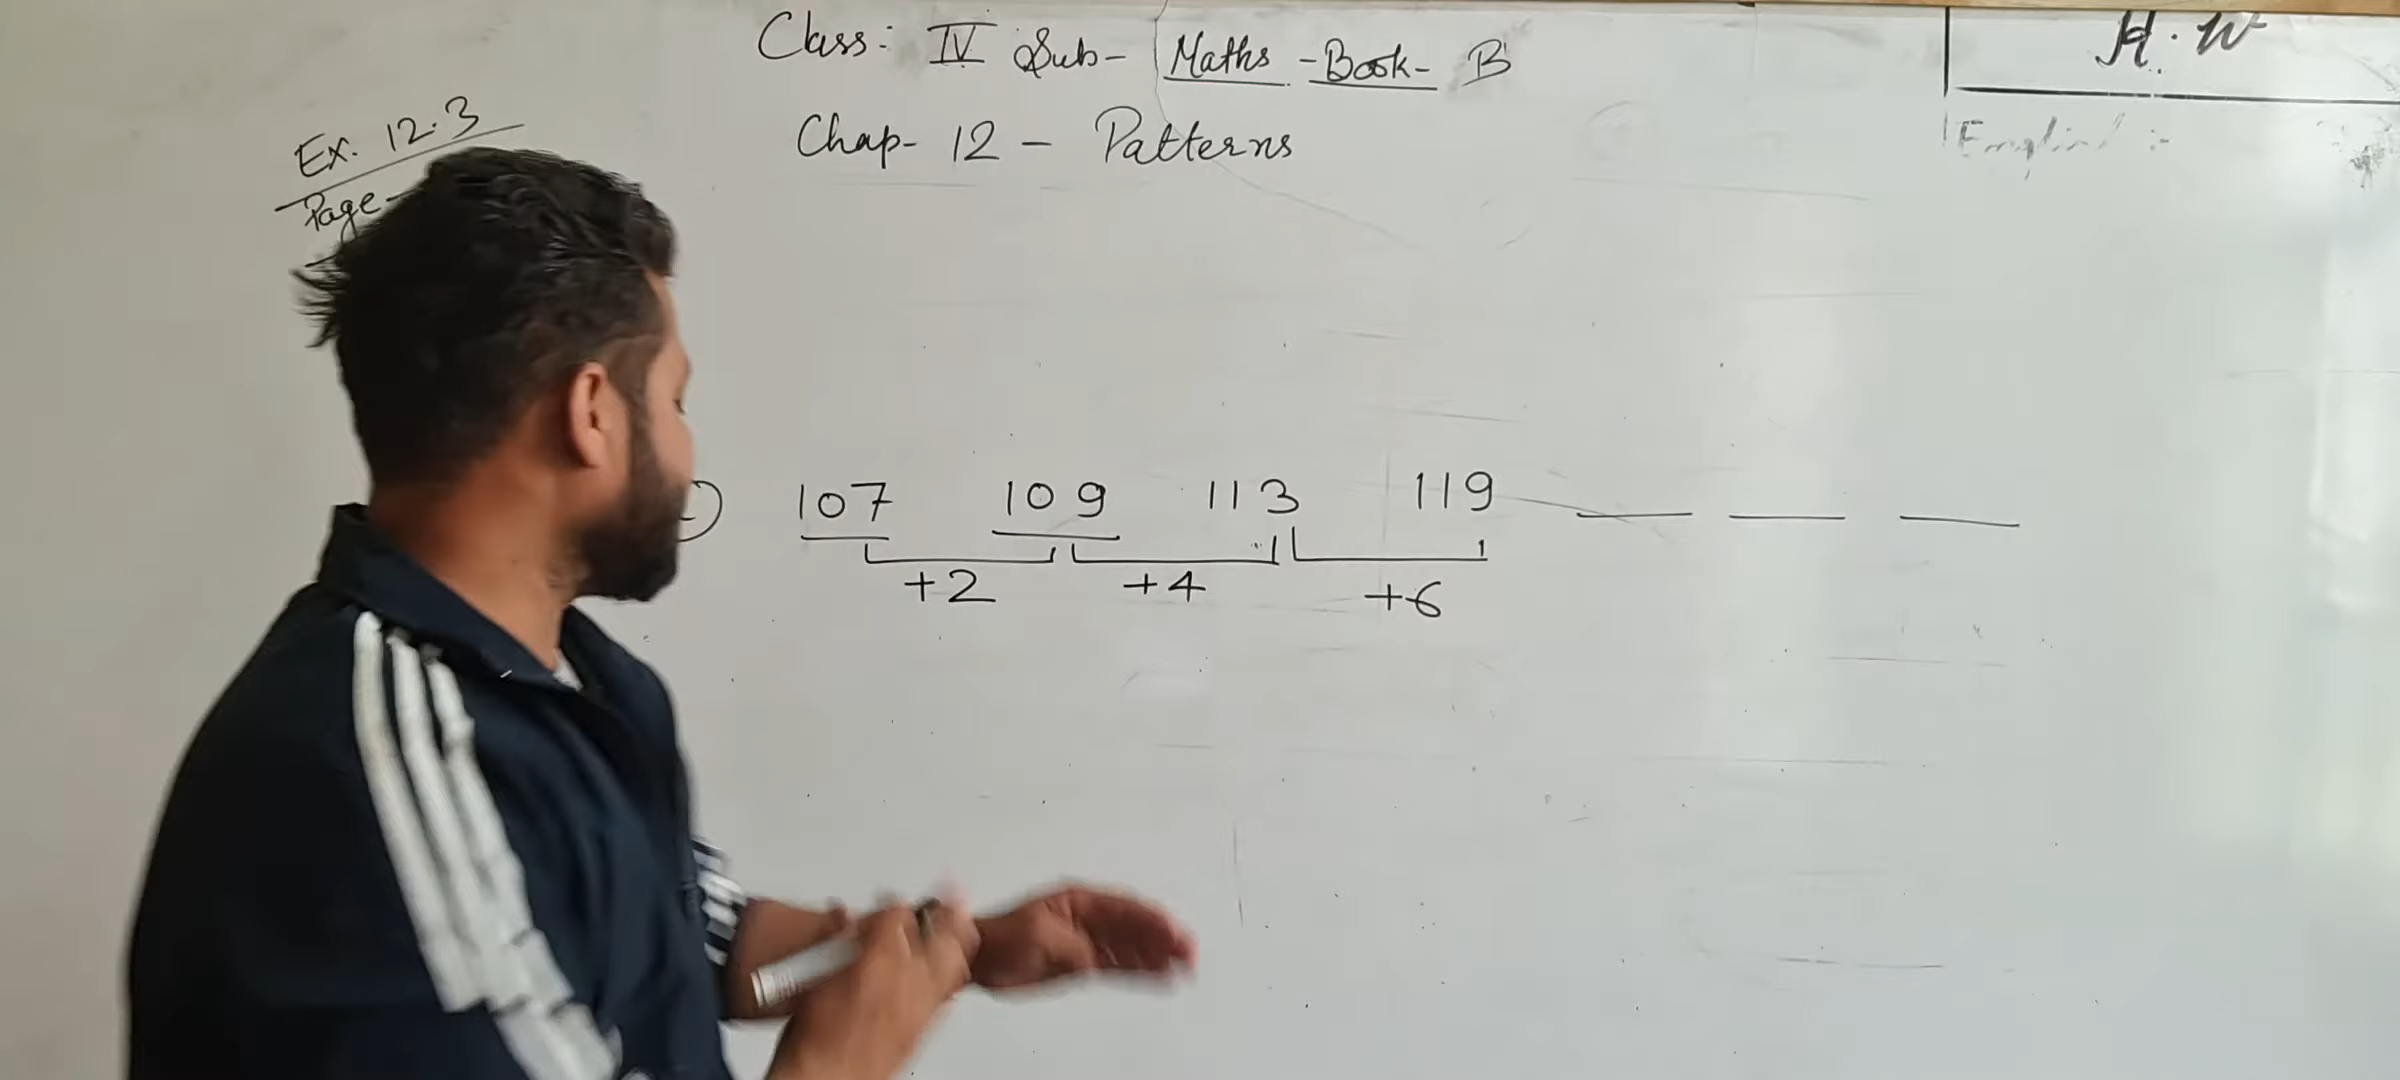 Class: IV Sub- Maths -Book- B
H.W
Chap- 12 - Patterns
Ex. 12.3
Page-
107 109 113 119
+2 +4 +6